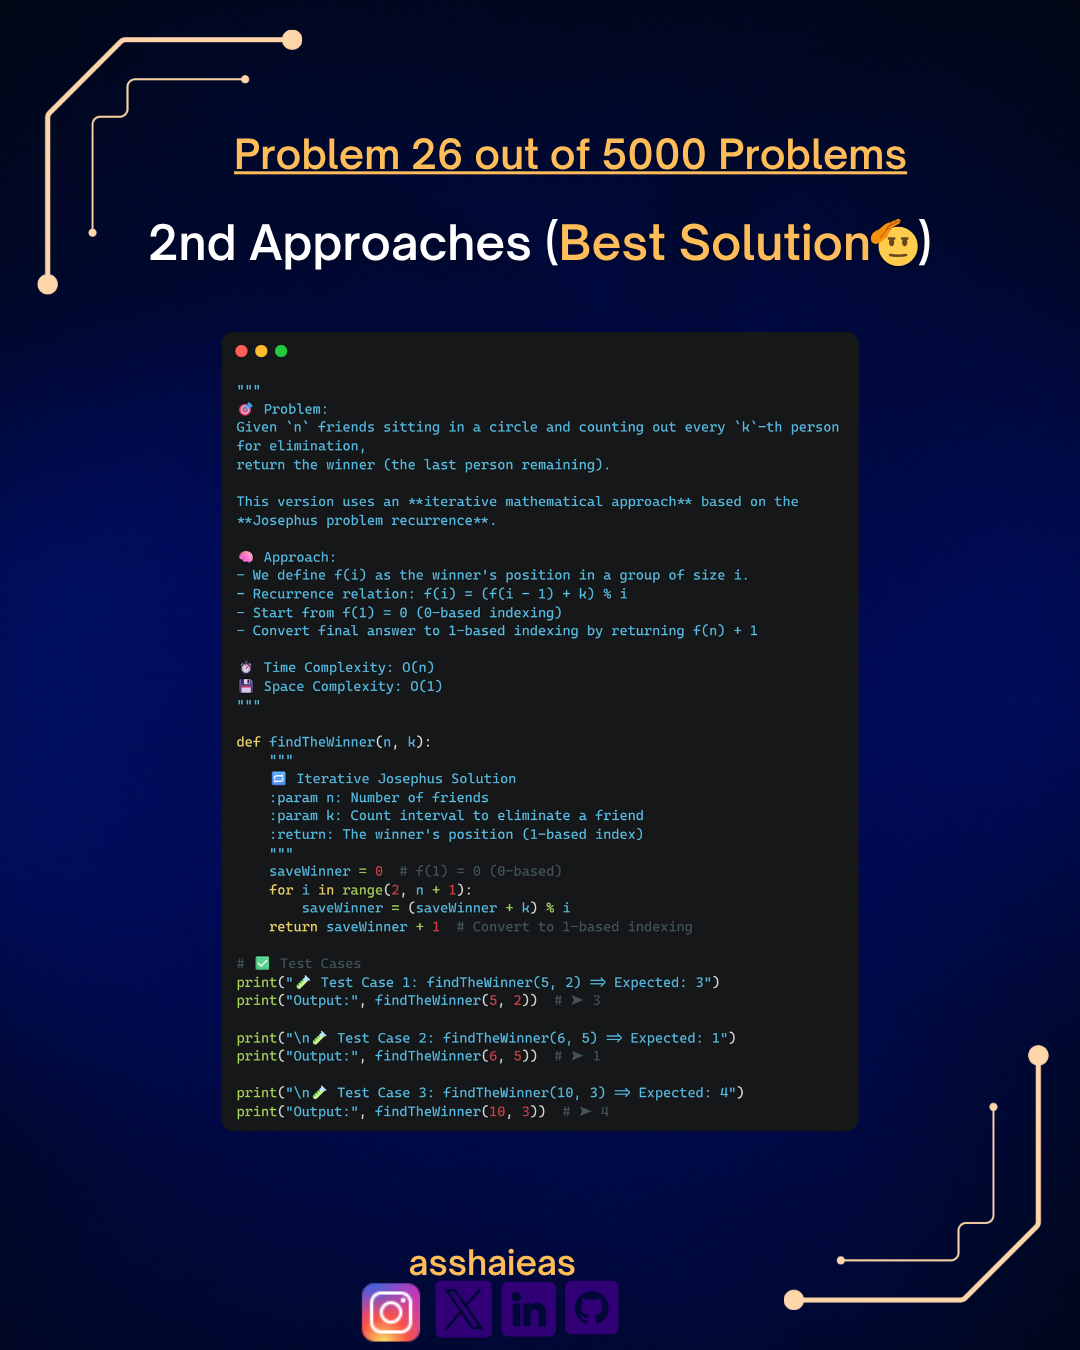 Problem 26 out of 5000 Problems
2nd Approaches (Best Solution🫡)
"""
🎯 Problem:
Given `n` friends sitting in a circle and counting out every `k`-th person
for elimination,
return the winner (the last person remaining).
This version uses an **iterative mathematical approach** based on the
**Josephus problem recurrence**.
🧠 Approach:
- We define f(i) as the winner's position in a group of size i.
- Recurrence relation: f(i) = (f(i - 1) + k) % i
- Start from f(1) = 0 (0-based indexing)
- Convert final answer to 1-based indexing by returning f(n) + 1
⏰ Time Complexity: O(n)
💾 Space Complexity: O(1)
"""
def findTheWinner(n, k):
    """
    🔁 Iterative Josephus Solution
    :param n: Number of friends
    :param k: Count interval to eliminate a friend
    :return: The winner's position (1-based index)
    """
    saveWinner = 0  # f(1) = 0 (0-based)
    for i in range(2, n + 1):
        saveWinner = (saveWinner + k) % i
    return saveWinner + 1  # Convert to 1-based indexing
# ✅ Test Cases
print("🧪 Test Case 1: findTheWinner(5, 2) => Expected: 3")
print("Output:", findTheWinner(5, 2))  # ➤ 3
print("\n🧪 Test Case 2: findTheWinner(6, 5) => Expected: 1")
print("Output:", findTheWinner(6, 5))  # ➤ 1
print("\n🧪 Test Case 3: findTheWinner(10, 3) => Expected: 4")
print("Output:", findTheWinner(10, 3))  # ➤ 4
asshaieas